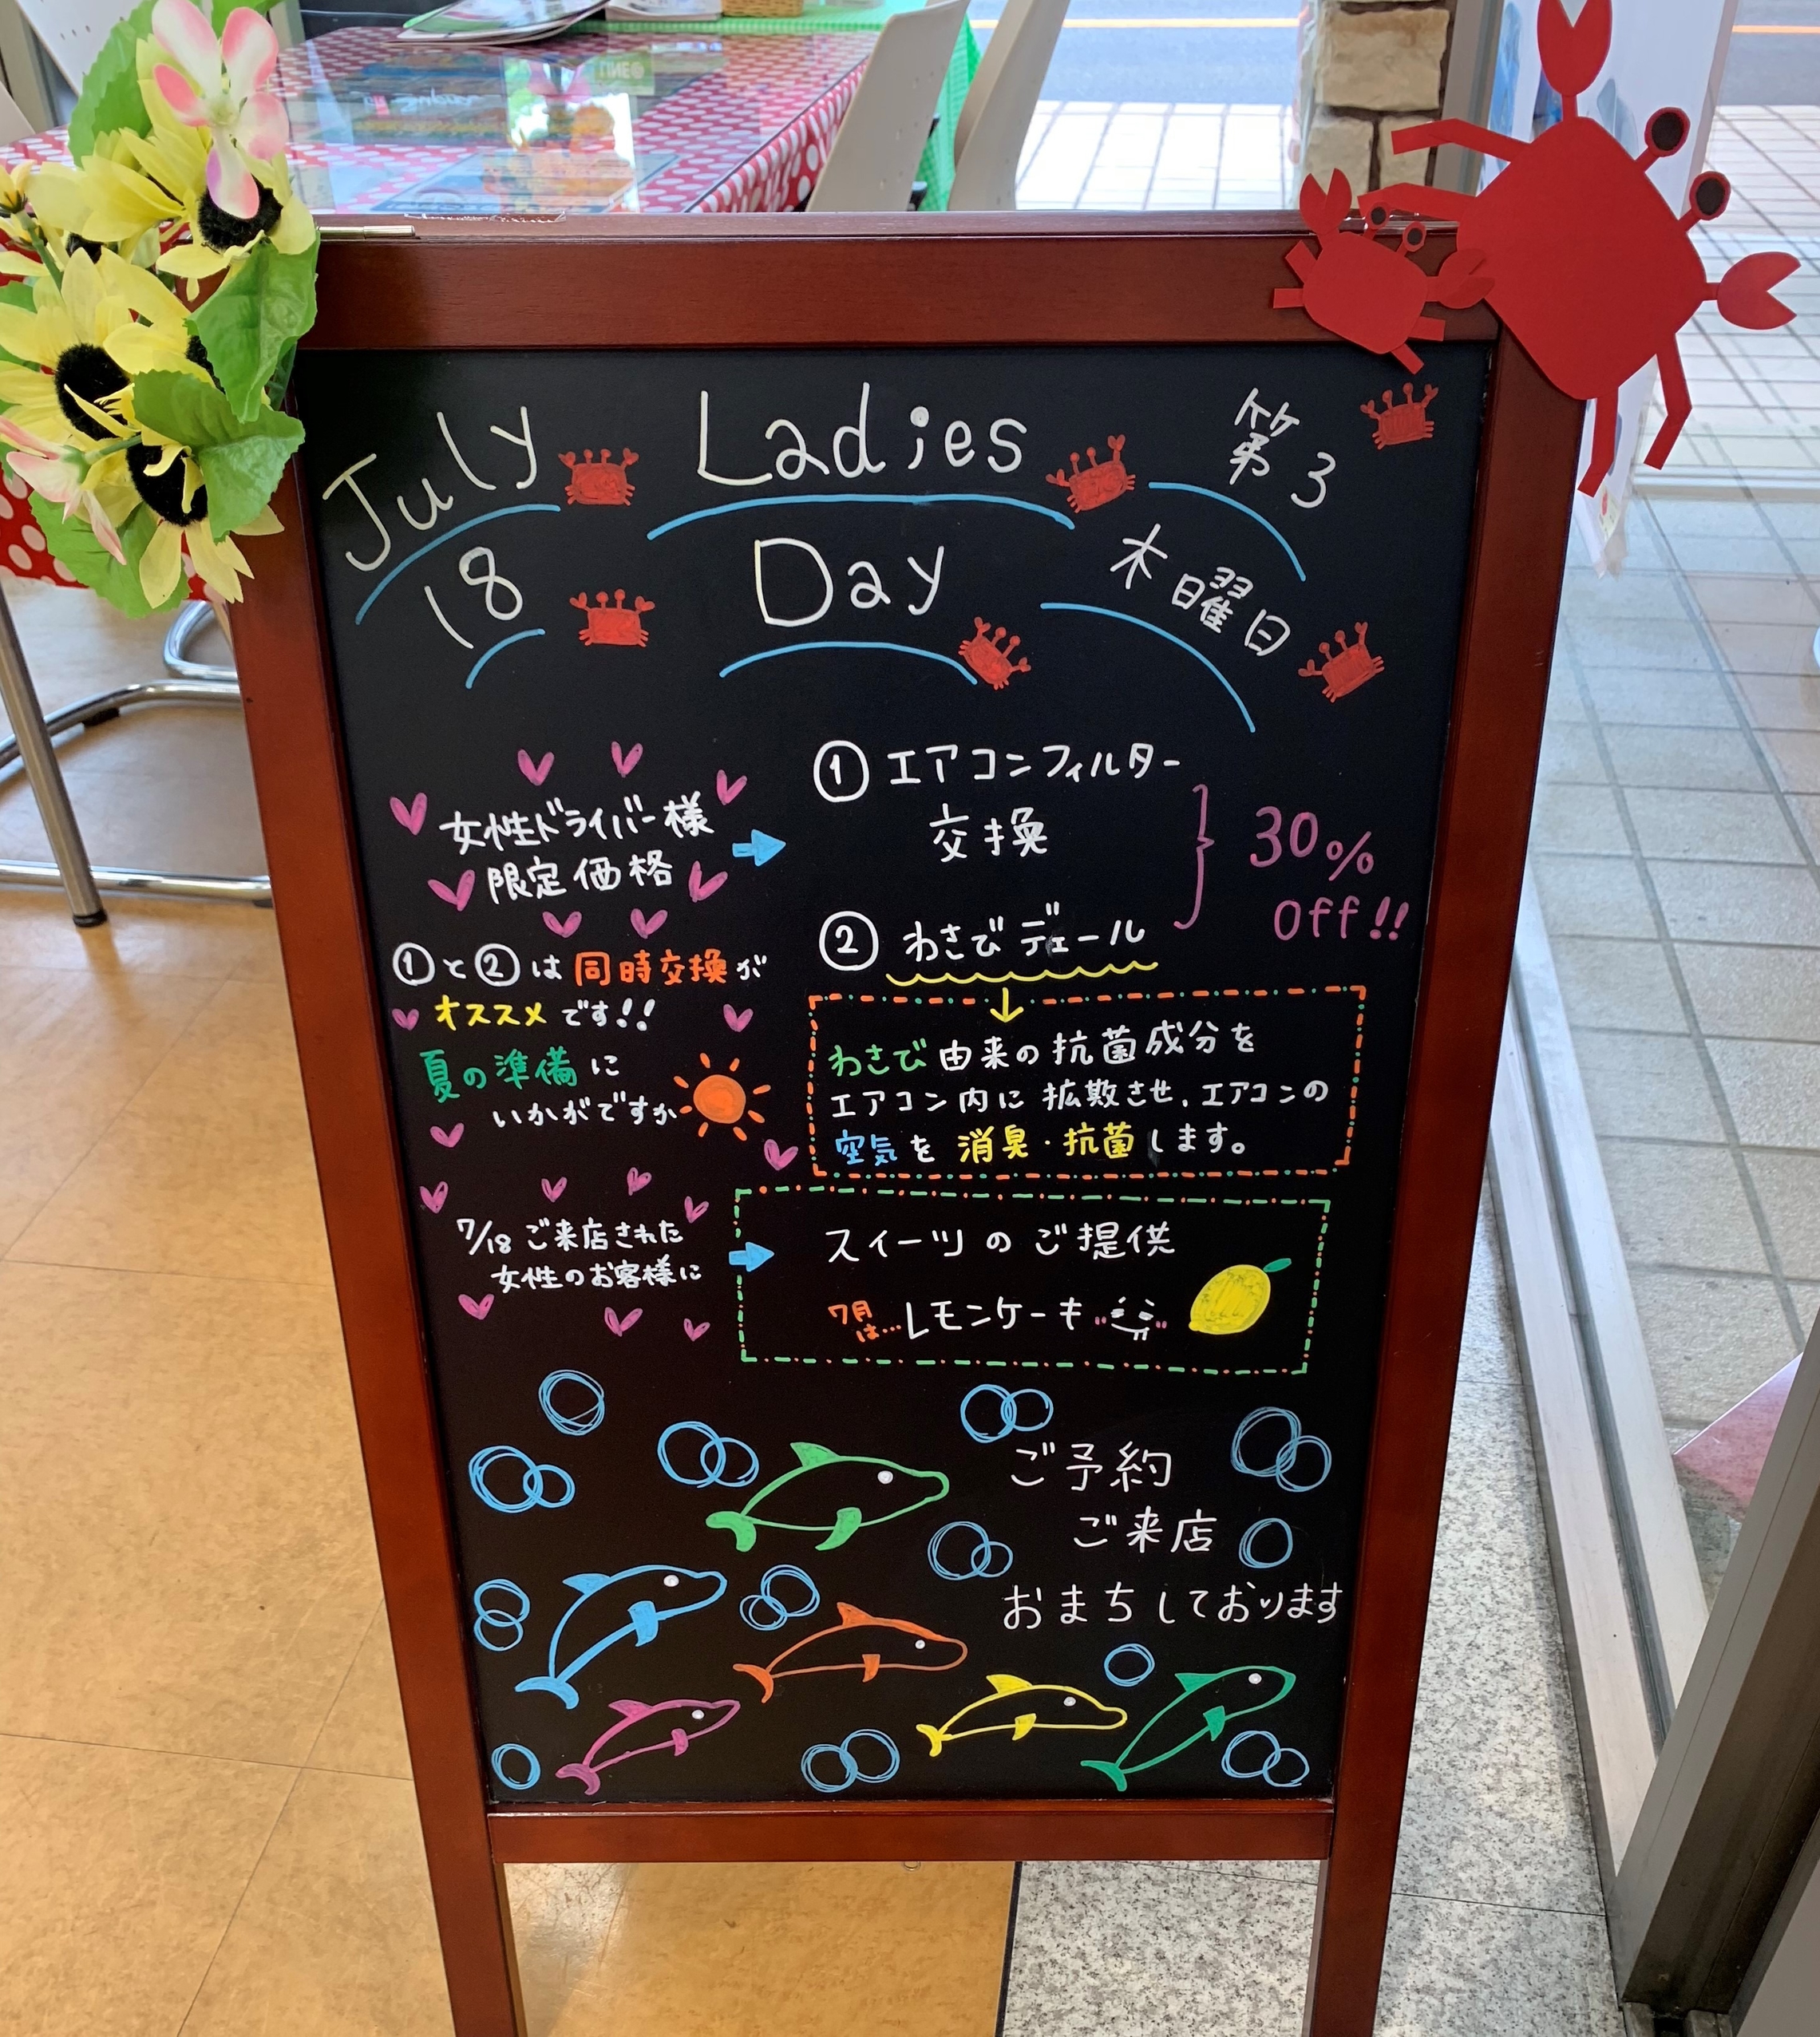 July
18
Ladies
Day
第3
木曜日
女性ドライバー様
限定価格
① エアコンフィルター
交換
② わさびデェール
30%
Off!!
①と②は同時交換が
オススメです!!
夏の準備に
いかがですか
わさび由来の抗菌成分を
エアコン内に拡散させ、エアコンの
空気を消臭・抗菌します。
7/18 ご来店された
女性のお客様に
スイーツのご提供
7月は…レモンケーキ
ご予約
ご来店
おまちしております
LINE@